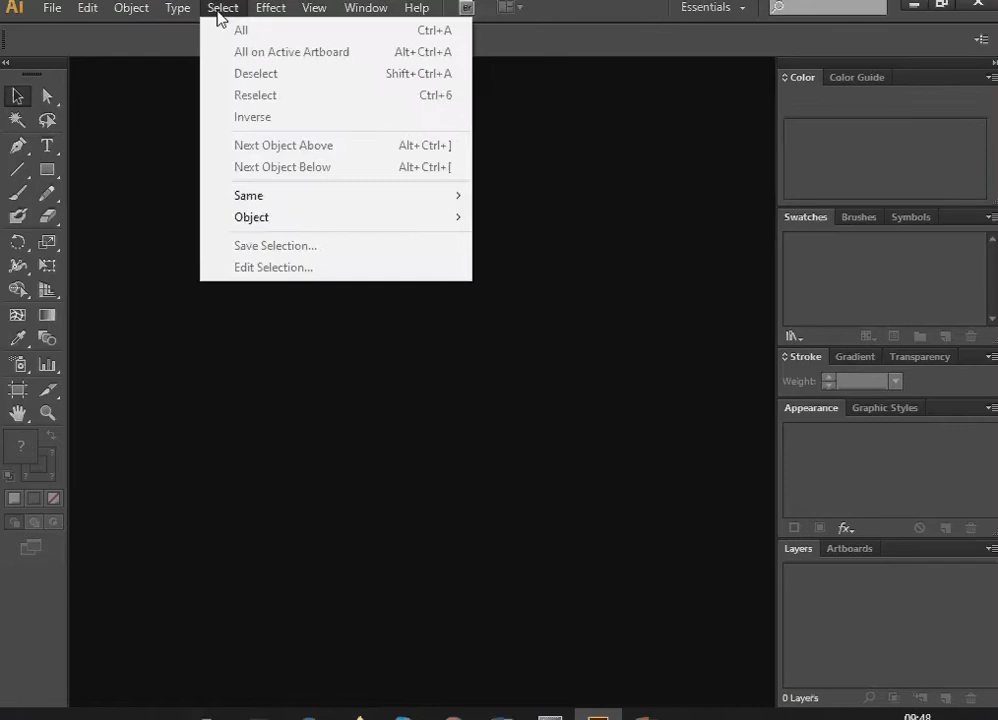 Ai File Edit Object Type Select Effect View Window Help Br Essentials
All Ctrl+A
All on Active Artboard Alt+Ctrl+A
Deselect Shift+Ctrl+A
Reselect Ctrl+6
Inverse
Next Object Above Alt+Ctrl+]
Next Object Below Alt+Ctrl+[
Same
Object
Save Selection...
Edit Selection...
Color Color Guide
Swatches Brushes Symbols
Stroke Gradient Transparency
Weight:
Appearance Graphic Styles
fx
Layers Artboards
0 Layers
09:48